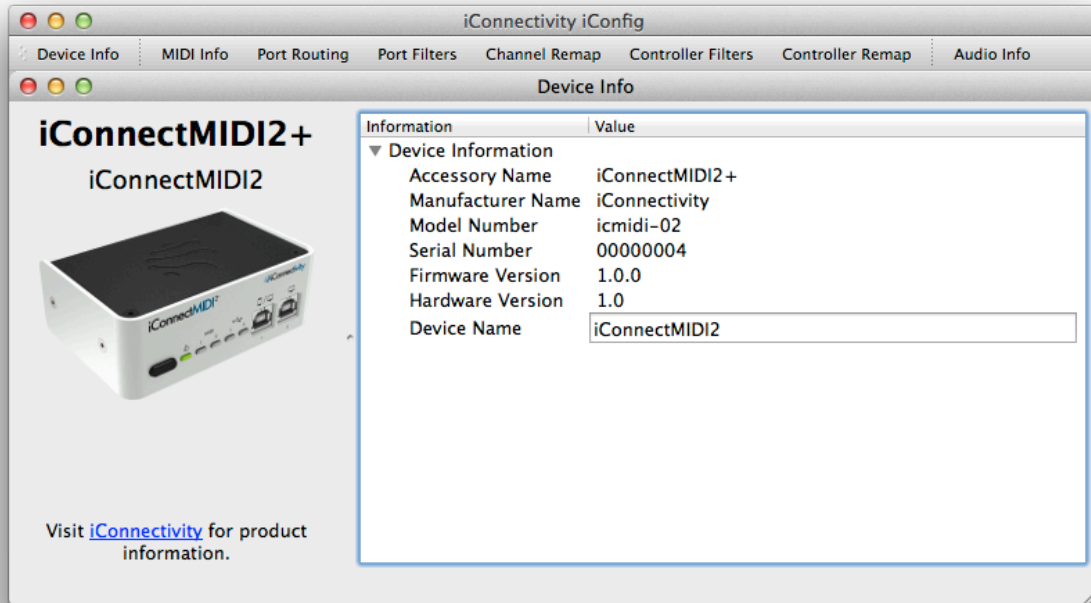 iConnectivity iConfig
Device Info MIDI Info Port Routing Port Filters Channel Remap Controller Filters Controller Remap Audio Info
Device Info
iConnectMIDI2+
iConnectMIDI2
iConnectivity
iConnectMIDI2
Visit iConnectivity for product
information.
Information Value
Device Information
Accessory Name iConnectMIDI2+
Manufacturer Name iConnectivity
Model Number icmidi-02
Serial Number 00000004
Firmware Version 1.0.0
Hardware Version 1.0
Device Name iConnectMIDI2